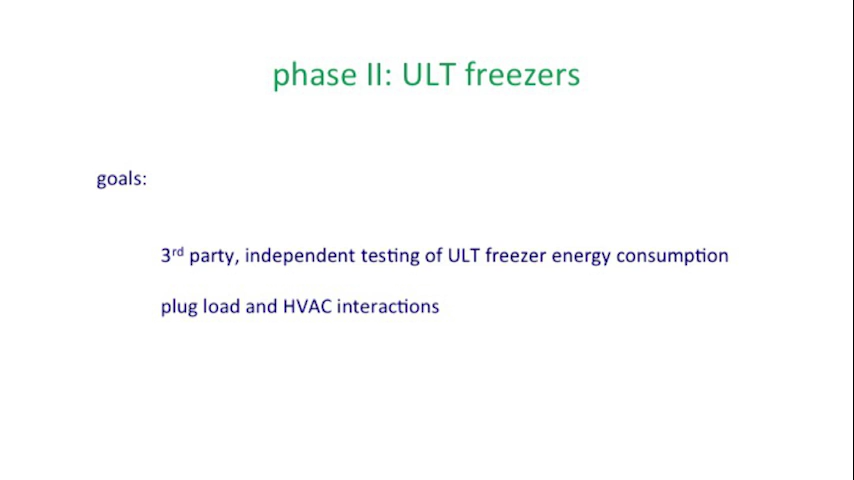 phase II: ULT freezers
goals:
3rd party, independent testing of ULT freezer energy consumption
plug load and HVAC interactions